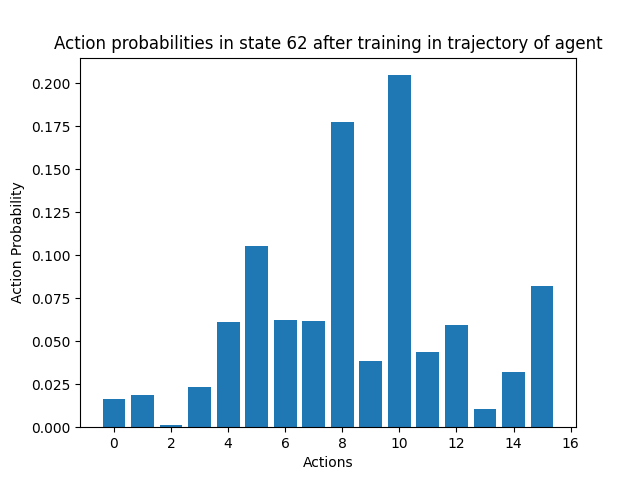 Action probabilities in state 62 after training in trajectory of agent
0.200
0.175
0.150
0.125
0.100
0.075
0.050
0.025
0.000
Action Probability
0 2 4 6 8 10 12 14 16
Actions